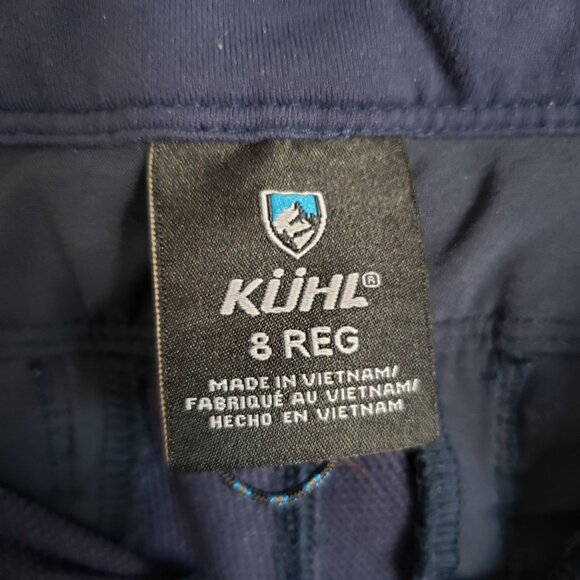 KÜHL®
8 REG
MADE IN VIETNAM/
FABRIQUÉ AU VIETNAM/
HECHO EN VIETNAM